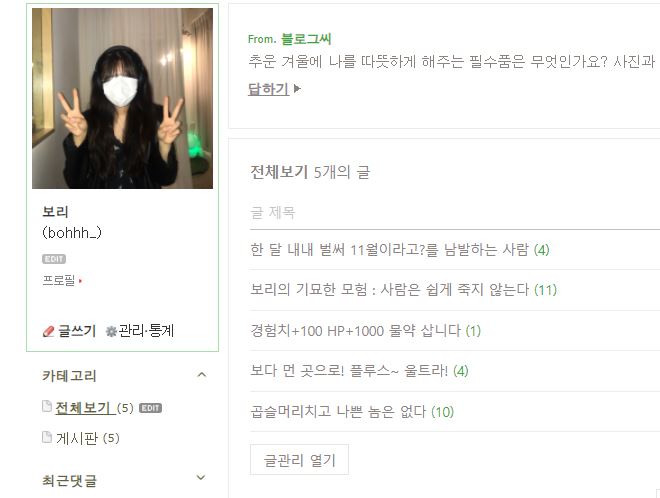 보리
(bohhh_)
EDIT
프로필
글쓰기 관리·통계
카테고리
전체보기 (5) EDIT
게시판 (5)
최근댓글
From. 블로그씨
추운 겨울에 나를 따뜻하게 해주는 필수품은 무엇인가요? 사진과
답하기
전체보기 5개의 글
글 제목
한 달 내내 벌써 11월이라고?를 남발하는 사람 (4)
보리의 기묘한 모험 : 사람은 쉽게 죽지 않는다 (11)
경험치+100 HP+1000 물약 삽니다 (1)
보다 먼 곳으로! 플루스~ 울트라! (4)
곱슬머리치고 나쁜 놈은 없다 (10)
글관리 열기